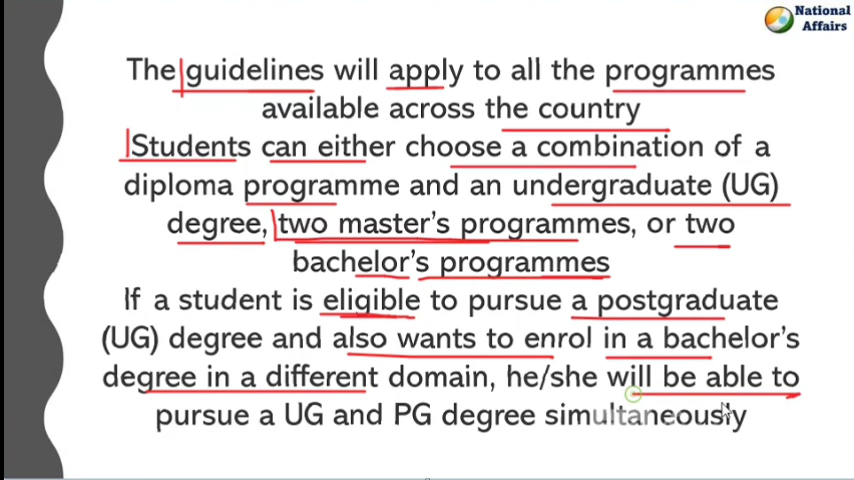 National
Affairs
The guidelines will apply to all the programmes
available across the country
Students can either choose a combination of a
diploma programme and an undergraduate (UG)
degree, two master's programmes, or two
bachelor's programmes
If a student is eligible to pursue a postgraduate
(UG) degree and also wants to enrol in a bachelor's
degree in a different domain, he/she will be able to
pursue a UG and PG degree simultaneously